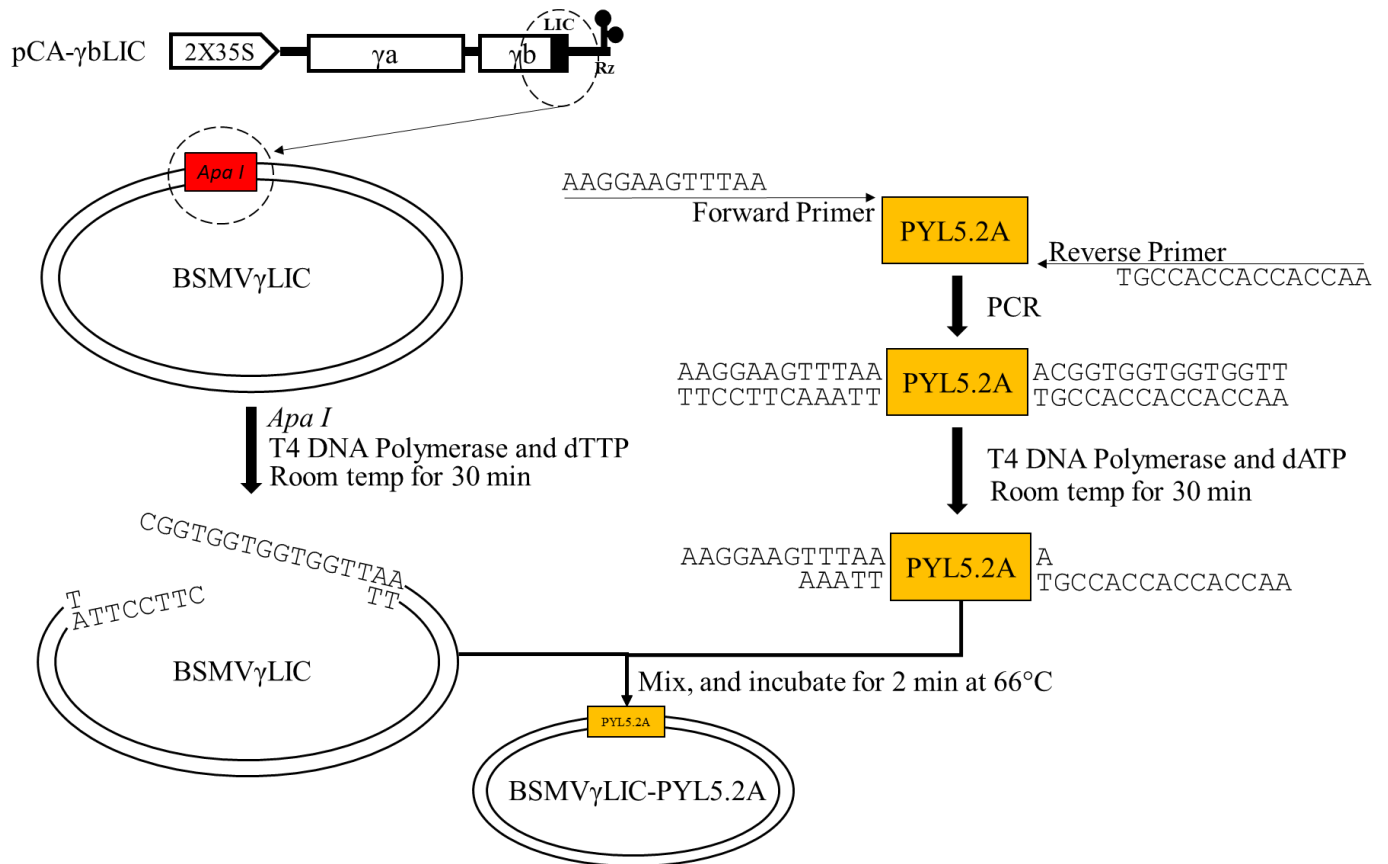 pCA-γbLIC
2X35S
γa
γb
LIC
Rz
Apa I
BSMVγLIC
AAGGAAGTTTAA
Forward Primer
PYL5.2A
Reverse Primer
TGCCACCACCACCAA
PCR
AAGGAAGTTTAA
TTCCTTCAAATT
PYL5.2A
ACGGTGGTGGTGGTT
TGCCACCACCACCAA
Apa I
T4 DNA Polymerase and dTTP
Room temp for 30 min
T4 DNA Polymerase and dATP
Room temp for 30 min
CGGTGGTGGTGGTTAA
TT
T
ATTCCTTC
BSMVγLIC
AAGGAAGTTTAA
AAATT
PYL5.2A
A
TGCCACCACCACCAA
Mix, and incubate for 2 min at 66°C
PYL5.2A
BSMVγLIC-PYL5.2A